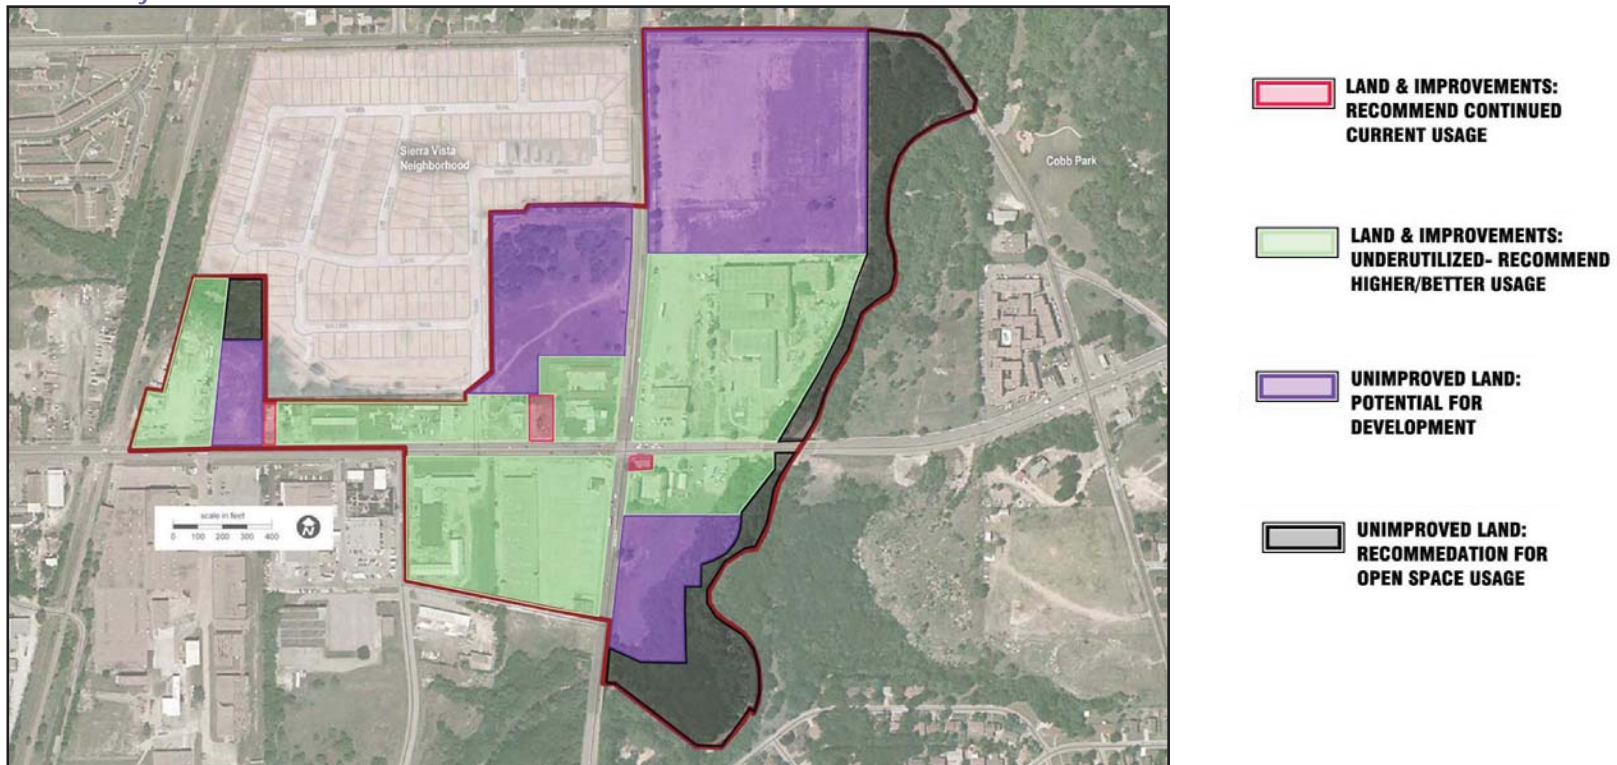 Sierra Vista
Neighborhood
Cobb Park
scale in feet
0 100 200 300 400
N
LAND & IMPROVEMENTS:
RECOMMEND CONTINUED
CURRENT USAGE
LAND & IMPROVEMENTS:
UNDERUTILIZED- RECOMMEND
HIGHER/BETTER USAGE
UNIMPROVED LAND:
POTENTIAL FOR
DEVELOPMENT
UNIMPROVED LAND:
RECOMMEDATION FOR
OPEN SPACE USAGE